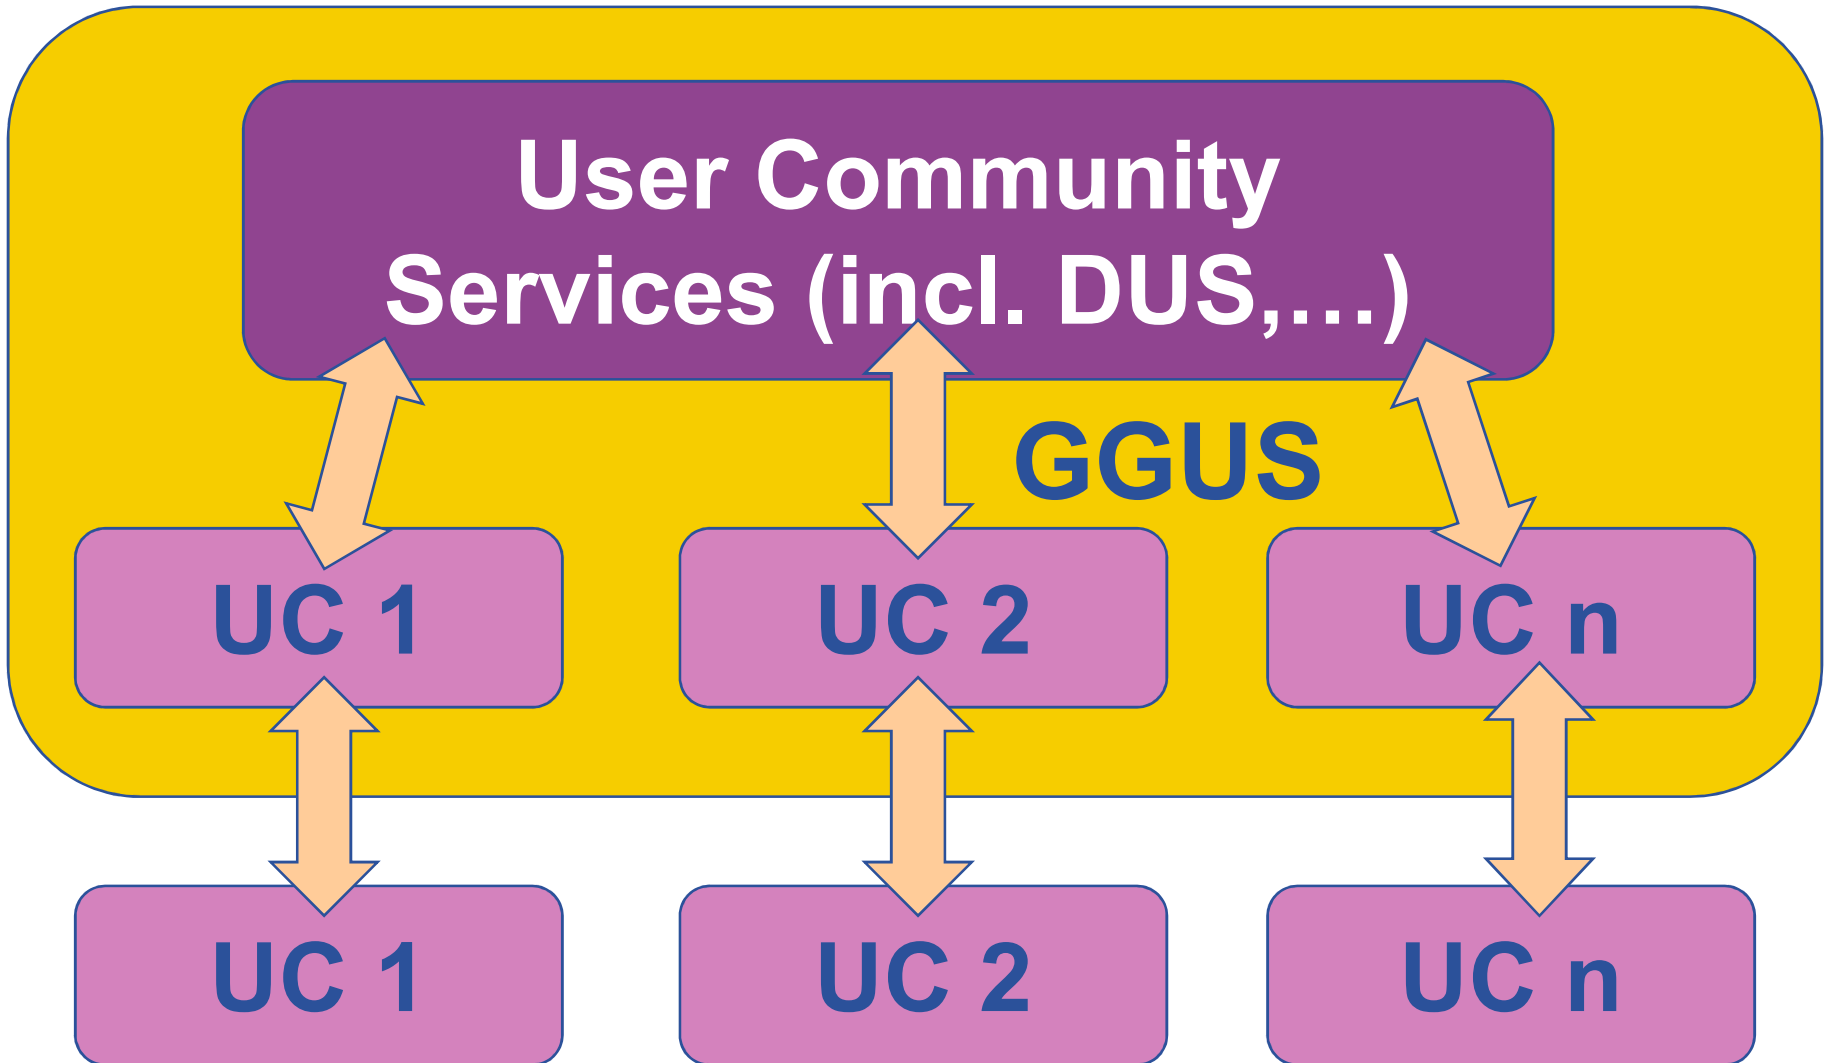 User Community
Services (incl. DUS,...)
GGUS
UC 1
UC 2
UC n
UC 1
UC 2
UC n